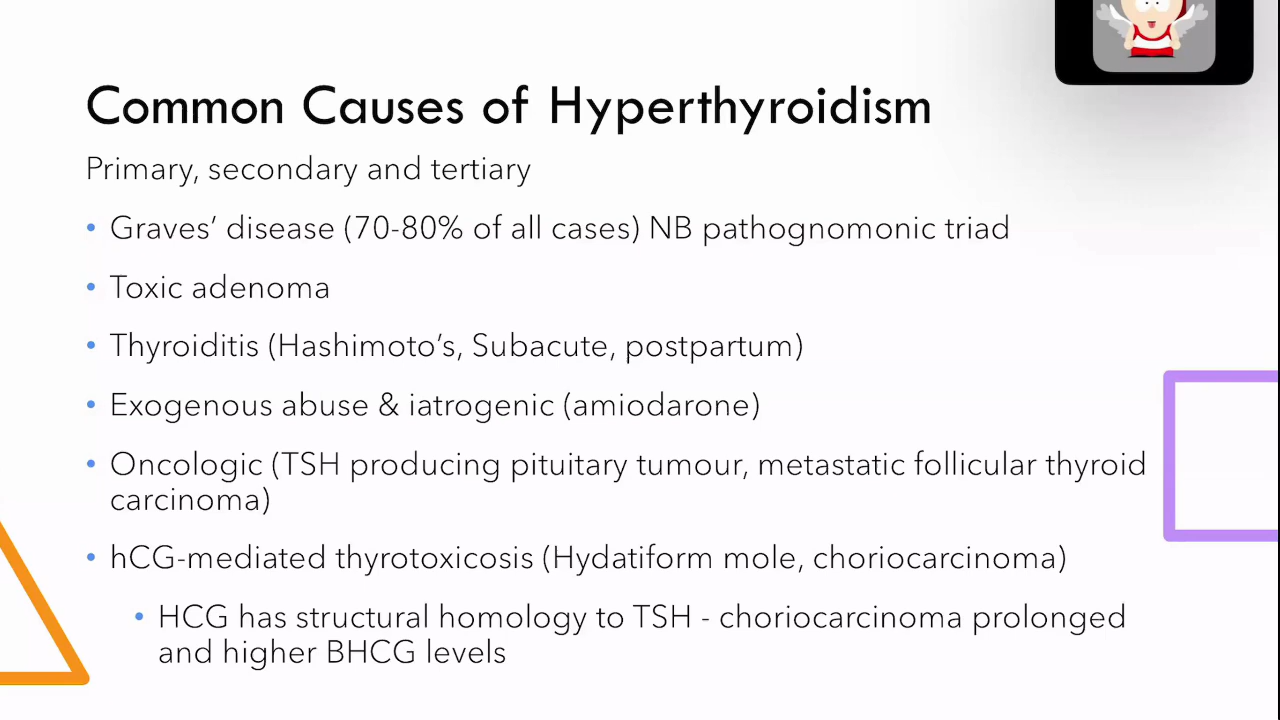 Common Causes of Hyperthyroidism
Primary, secondary and tertiary
• Graves’ disease (70-80% of all cases) NB pathognomonic triad
• Toxic adenoma
• Thyroiditis (Hashimoto’s, Subacute, postpartum)
• Exogenous abuse & iatrogenic (amiodarone)
• Oncologic (TSH producing pituitary tumour, metastatic follicular thyroid
carcinoma)
• hCG-mediated thyrotoxicosis (Hydatiform mole, choriocarcinoma)
• HCG has structural homology to TSH - choriocarcinoma prolonged
and higher BHCG levels